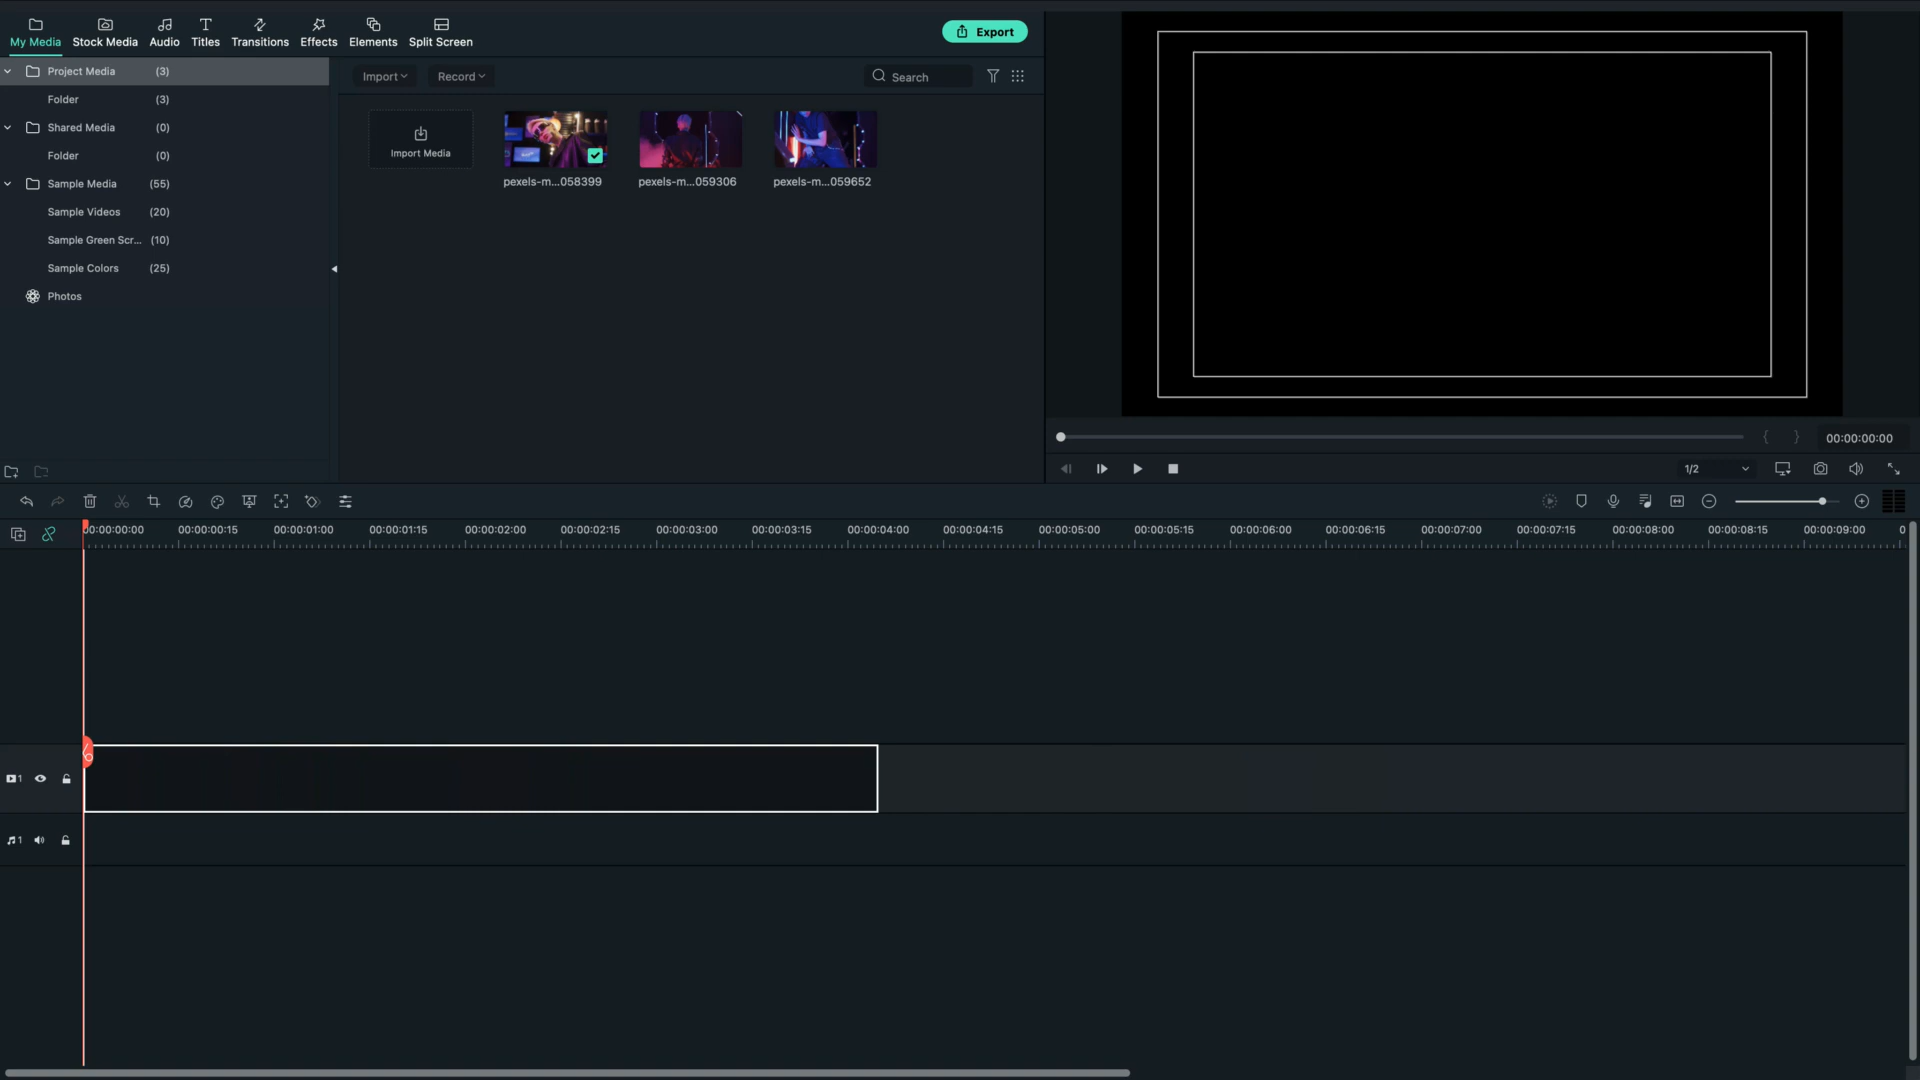 My Media Stock Media Audio Titles Transitions Effects Elements Split Screen
Export
Project Media (3)
Folder (3)
Shared Media (0)
Folder (0)
Sample Media (55)
Sample Videos (20)
Sample Green Scr... (10)
Sample Colors (25)
Photos
Import Record Search
Import Media
pexels-m...058399 pexels-m...059306 pexels-m...059652
00:00:00:00
1/2
00:00:00:00 00:00:00:15 00:00:01:00 00:00:01:15 00:00:02:00 00:00:02:15 00:00:03:00 00:00:03:15 00:00:04:00 00:00:04:15 00:00:05:00 00:00:05:15 00:00:06:00 00:00:06:15 00:00:07:00 00:00:07:15 00:00:08:00 00:00:08:15 00:00:09:00 0
1
1